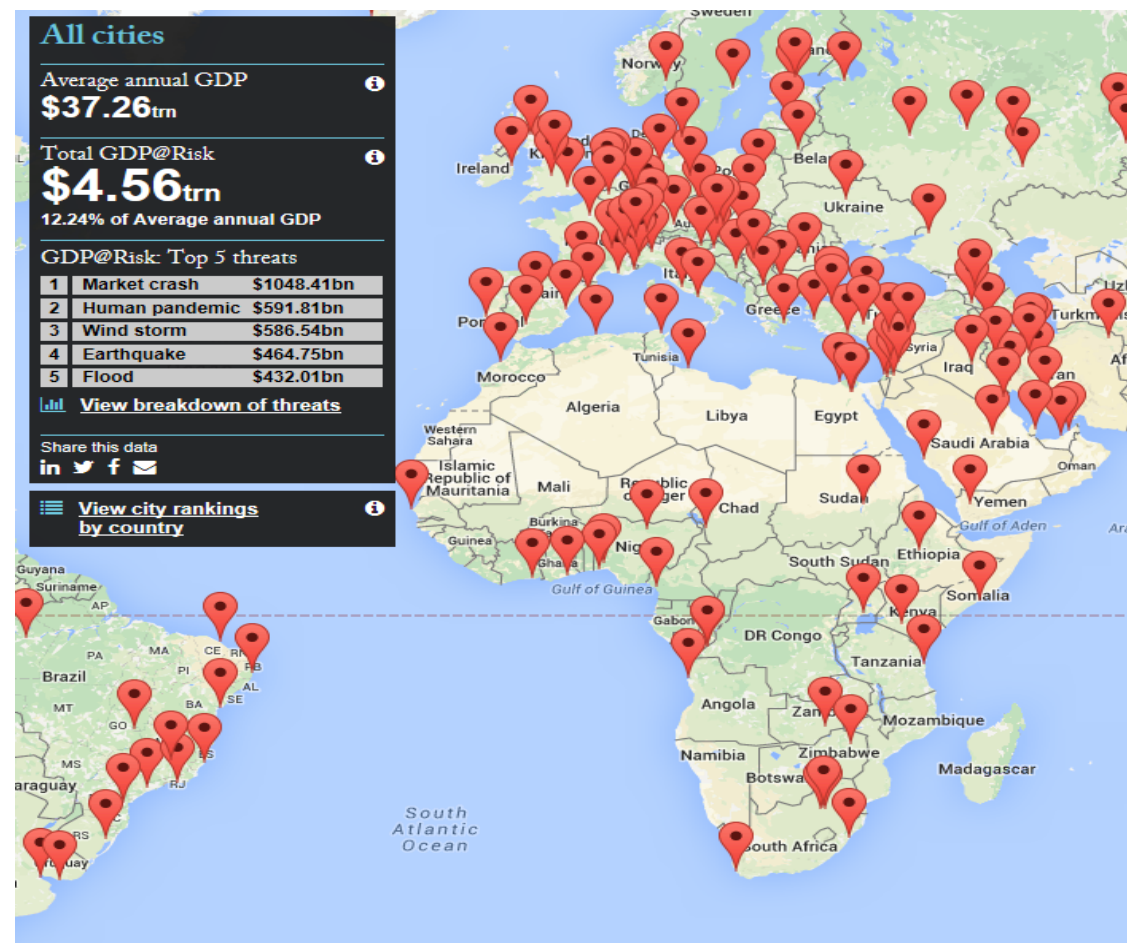 All cities
Average annual GDP
$37.26trn
Total GDP@Risk
$4.56trn
12.24% of Average annual GDP
GDP@Risk: Top 5 threats
1 Market crash $1048.41bn
2 Human pandemic $591.81bn
3 Wind storm $586.54bn
4 Earthquake $464.75bn
5 Flood $432.01bn
View breakdown of threats
Share this data
View city rankings
by country
Sweden
Norway
Ireland
Ukraine
Greece
Tunisia
Syria
Iraq
Morocco
Algeria
Libya
Egypt
Western
Sahara
Saudi Arabia
Oman
Islamic
Republic of
Mauritania
Mali
Chad
Sudan
Yemen
Burkina
Guinea
Ghana
Gulf of Aden
Ethiopia
South Sudan
Somalia
Gulf of Guinea
Guyana
Suriname
AP
Gabon
Kenya
DR Congo
PA
MA
CE
RN
PB
Brazil
PI
AL
SE
Tanzania
MT
BA
GO
Angola
Mozambique
MS
ES
Namibia
Zimbabwe
Madagascar
RJ
South
Atlantic
Ocean
RS
South Africa